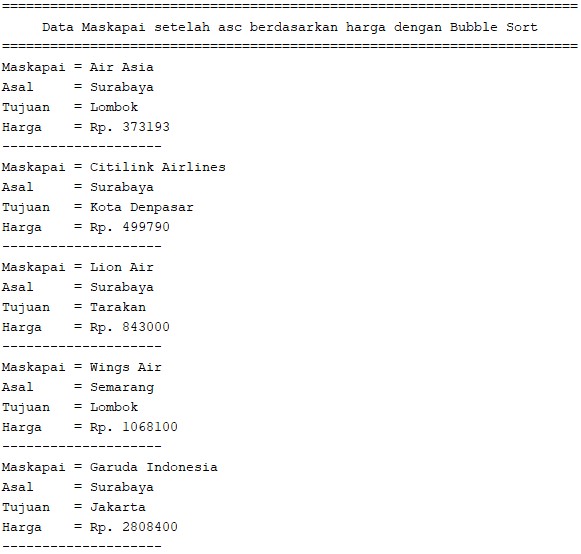 ========================================================================
Data Maskapai setelah asc berdasarkan harga dengan Bubble Sort
========================================================================
Maskapai = Air Asia
Asal     = Surabaya
Tujuan   = Lombok
Harga    = Rp. 373193
--------------------
Maskapai = Citilink Airlines
Asal     = Surabaya
Tujuan   = Kota Denpasar
Harga    = Rp. 499790
--------------------
Maskapai = Lion Air
Asal     = Surabaya
Tujuan   = Tarakan
Harga    = Rp. 843000
--------------------
Maskapai = Wings Air
Asal     = Semarang
Tujuan   = Lombok
Harga    = Rp. 1068100
--------------------
Maskapai = Garuda Indonesia
Asal     = Surabaya
Tujuan   = Jakarta
Harga    = Rp. 2808400
--------------------